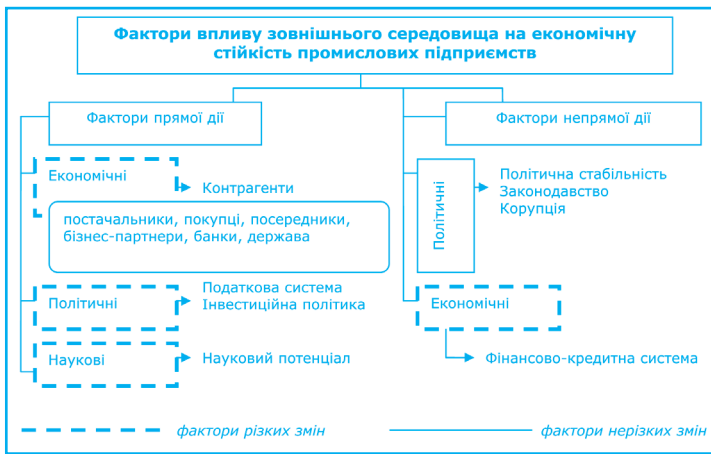 Фактори впливу зовнішнього середовища на економічну
стійкість промислових підприємств
Фактори прямої дії
Фактори непрямої дії
Економічні
Контрагенти
постачальники, покупці, посередники,
бізнес-партнери, банки, держава
Політичні
Податкова система
Інвестиційна політика
Наукові
Науковий потенціал
Політичні
Політична стабільність
Законодавство
Корупція
Економічні
Фінансово-кредитна система
фактори різких змін
фактори нерізких змін